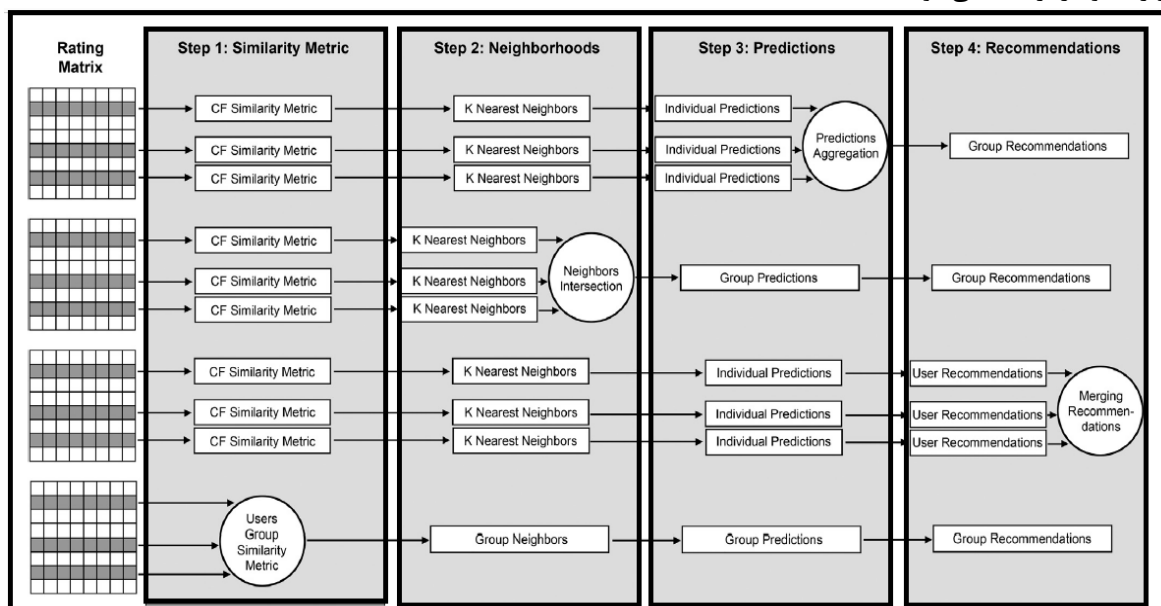 Rating
Matrix
Step 1: Similarity Metric
Step 2: Neighborhoods
Step 3: Predictions
Step 4: Recommendations
CF Similarity Metric
K Nearest Neighbors
Individual Predictions
CF Similarity Metric
K Nearest Neighbors
Individual Predictions
CF Similarity Metric
K Nearest Neighbors
Individual Predictions
Predictions
Aggregation
Group Recommendations
CF Similarity Metric
K Nearest Neighbors
CF Similarity Metric
K Nearest Neighbors
CF Similarity Metric
K Nearest Neighbors
Neighbors
Intersection
Group Predictions
Group Recommendations
CF Similarity Metric
K Nearest Neighbors
Individual Predictions
User Recommendations
CF Similarity Metric
K Nearest Neighbors
Individual Predictions
User Recommendations
CF Similarity Metric
K Nearest Neighbors
Individual Predictions
User Recommendations
Merging
Recommen-
dations
Users
Group
Similarity
Metric
Group Neighbors
Group Predictions
Group Recommendations